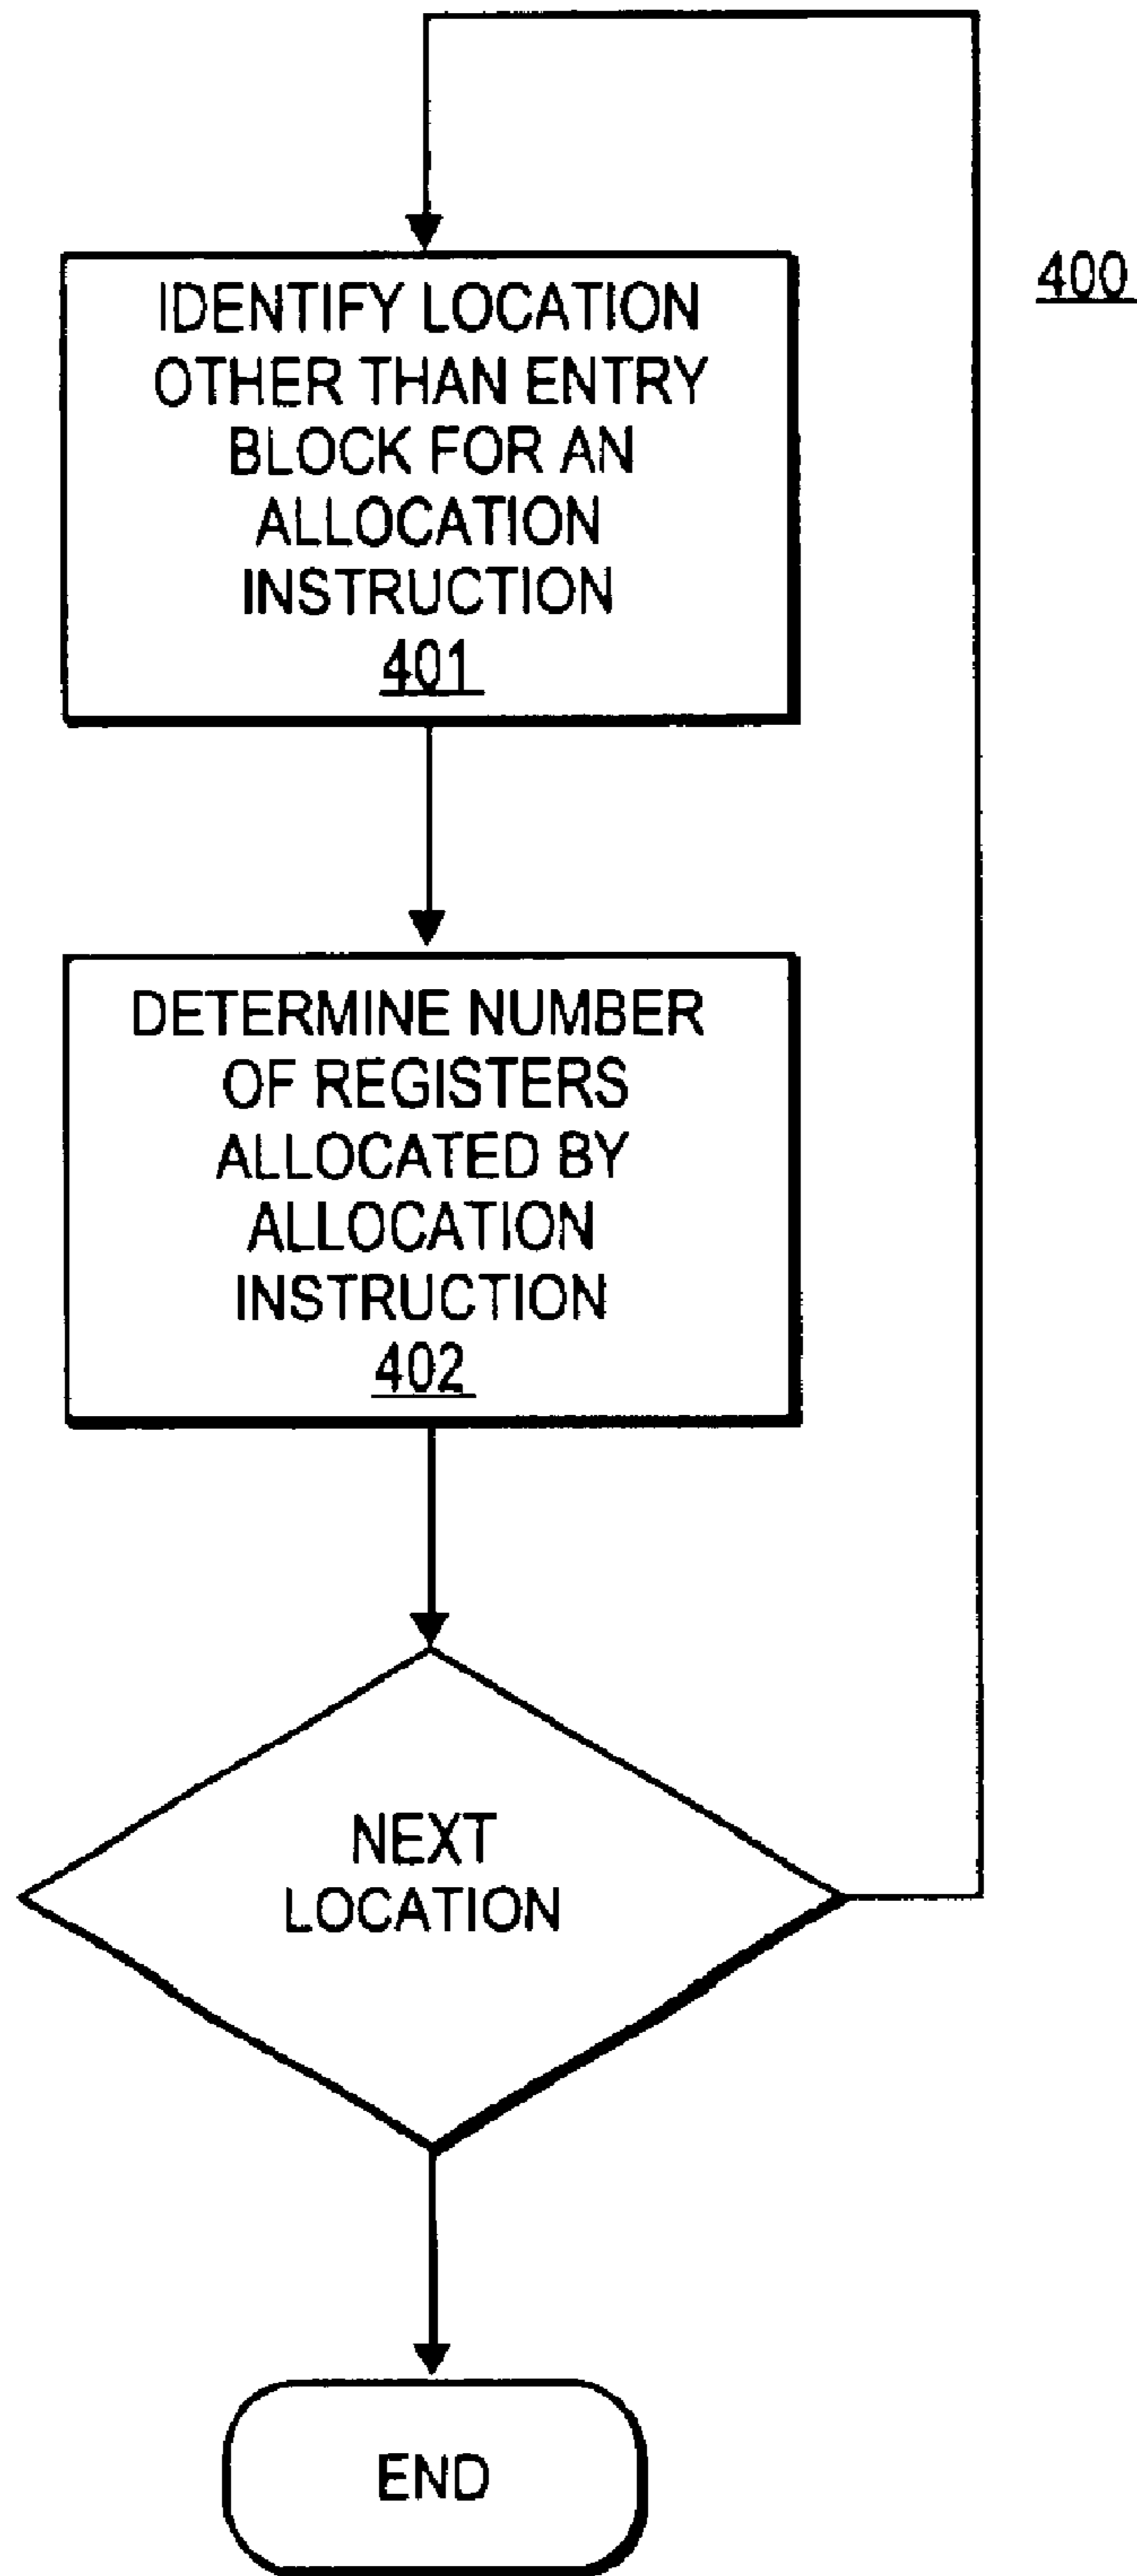 400
IDENTIFY LOCATION
OTHER THAN ENTRY
BLOCK FOR AN
ALLOCATION
INSTRUCTION
401
DETERMINE NUMBER
OF REGISTERS
ALLOCATED BY
ALLOCATION
INSTRUCTION
402
NEXT
LOCATION
END